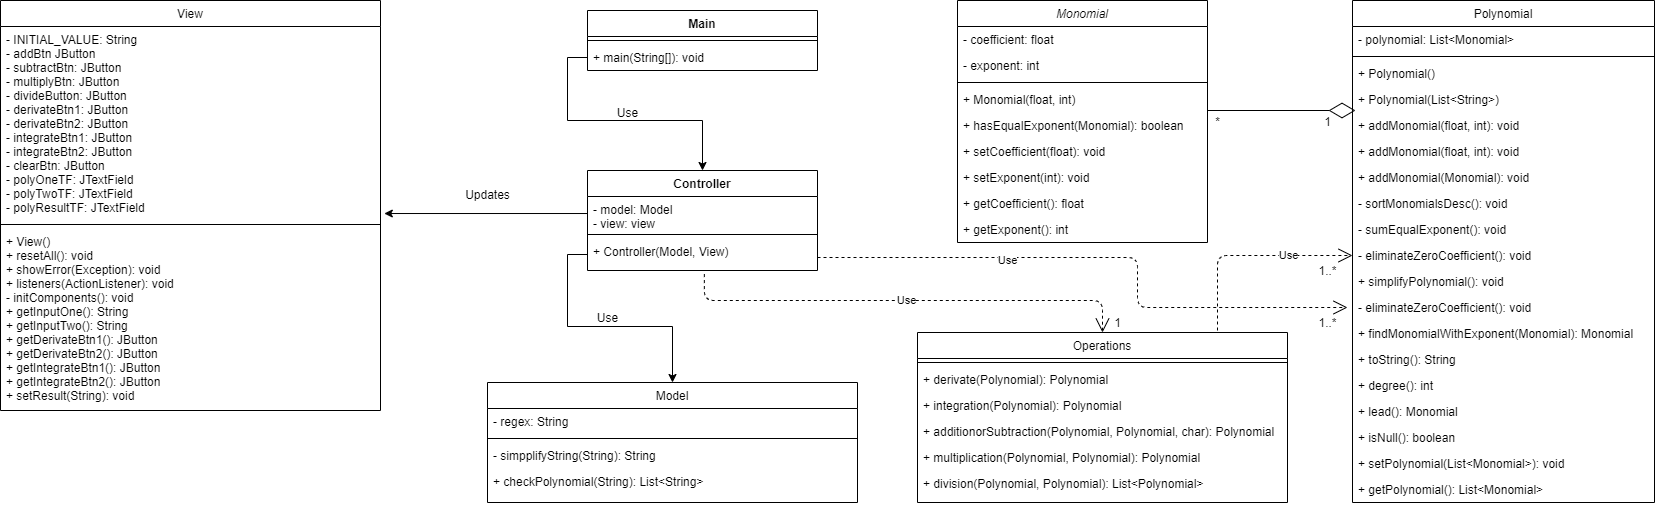 View
- INITIAL_VALUE: String
- addBtn JButton
- subtractBtn: JButton
- multiplyBtn: JButton
- divideButton: JButton
- derivateBtn1: JButton
- derivateBtn2: JButton
- integrateBtn1: JButton
- integrateBtn2: JButton
- clearBtn: JButton
- polyOneTF: JTextField
- polyTwoTF: JTextField
- polyResultTF: JTextField
+ View()
+ resetAll(): void
+ showError(Exception): void
+ listeners(ActionListener): void
- initComponents(): void
+ getInputOne(): String
+ getInputTwo(): String
+ getDerivateBtn1(): JButton
+ getDerivateBtn2(): JButton
+ getIntegrateBtn1(): JButton
+ getIntegrateBtn2(): JButton
+ setResult(String): void
Updates
Main
+ main(String[]): void
Use
Controller
- model: Model
- view: view
+ Controller(Model, View)
Use
Model
- regex: String
- simpplifyString(String): String
+ checkPolynomial(String): List<String>
Monomial
- coefficient: float
- exponent: int
+ Monomial(float, int)
+ hasEqualExponent(Monomial): boolean
+ setCoefficient(float): void
+ setExponent(int): void
+ getCoefficient(): float
+ getExponent(): int
*
1
Use
Use
1..*
Use
1..*
1
Operations
+ derivate(Polynomial): Polynomial
+ integration(Polynomial): Polynomial
+ additionorSubtraction(Polynomial, Polynomial, char): Polynomial
+ multiplication(Polynomial, Polynomial): Polynomial
+ division(Polynomial, Polynomial): List<Polynomial>
Polynomial
- polynomial: List<Monomial>
+ Polynomial()
+ Polynomial(List<String>)
+ addMonomial(float, int): void
+ addMonomial(float, int): void
+ addMonomial(Monomial): void
- sortMonomialsDesc(): void
- sumEqualExponent(): void
- eliminateZeroCoefficient(): void
+ simplifyPolynomial(): void
- eliminateZeroCoefficient(): void
+ findMonomialWithExponent(Monomial): Monomial
+ toString(): String
+ degree(): int
+ lead(): Monomial
+ isNull(): boolean
+ setPolynomial(List<Monomial>): void
+ getPolynomial(): List<Monomial>